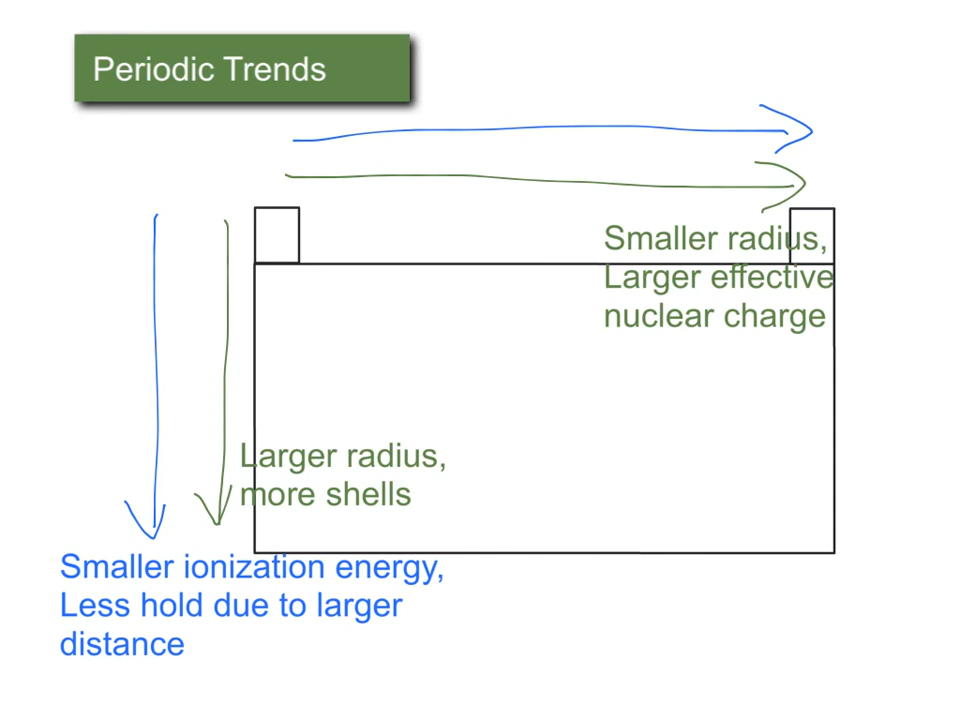 Periodic Trends
Smaller radius,
Larger effective
nuclear charge
Larger radius,
more shells
Smaller ionization energy,
Less hold due to larger
distance